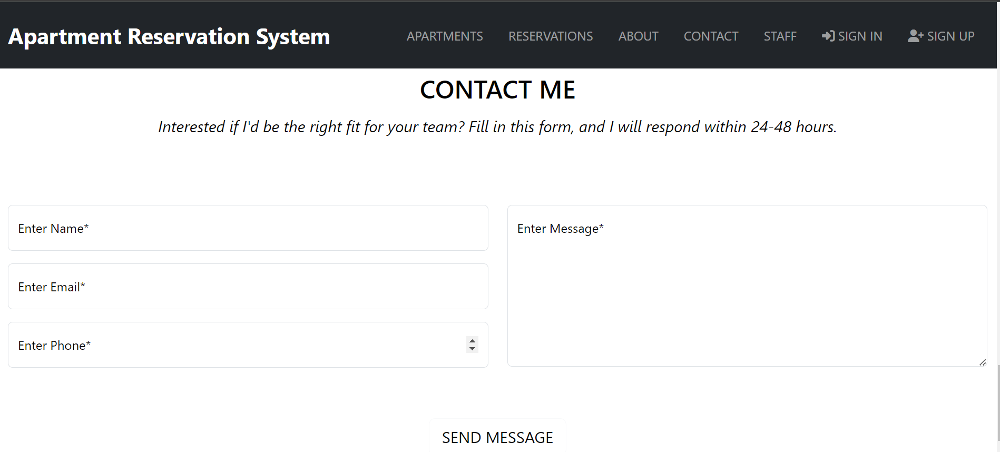 Apartment Reservation System
APARTMENTS
RESERVATIONS
ABOUT
CONTACT
STAFF
SIGN IN
SIGN UP
CONTACT ME
Interested if I'd be the right fit for your team? Fill in this form, and I will respond within 24-48 hours.
Enter Name*
Enter Email*
Enter Phone*
Enter Message*
SEND MESSAGE